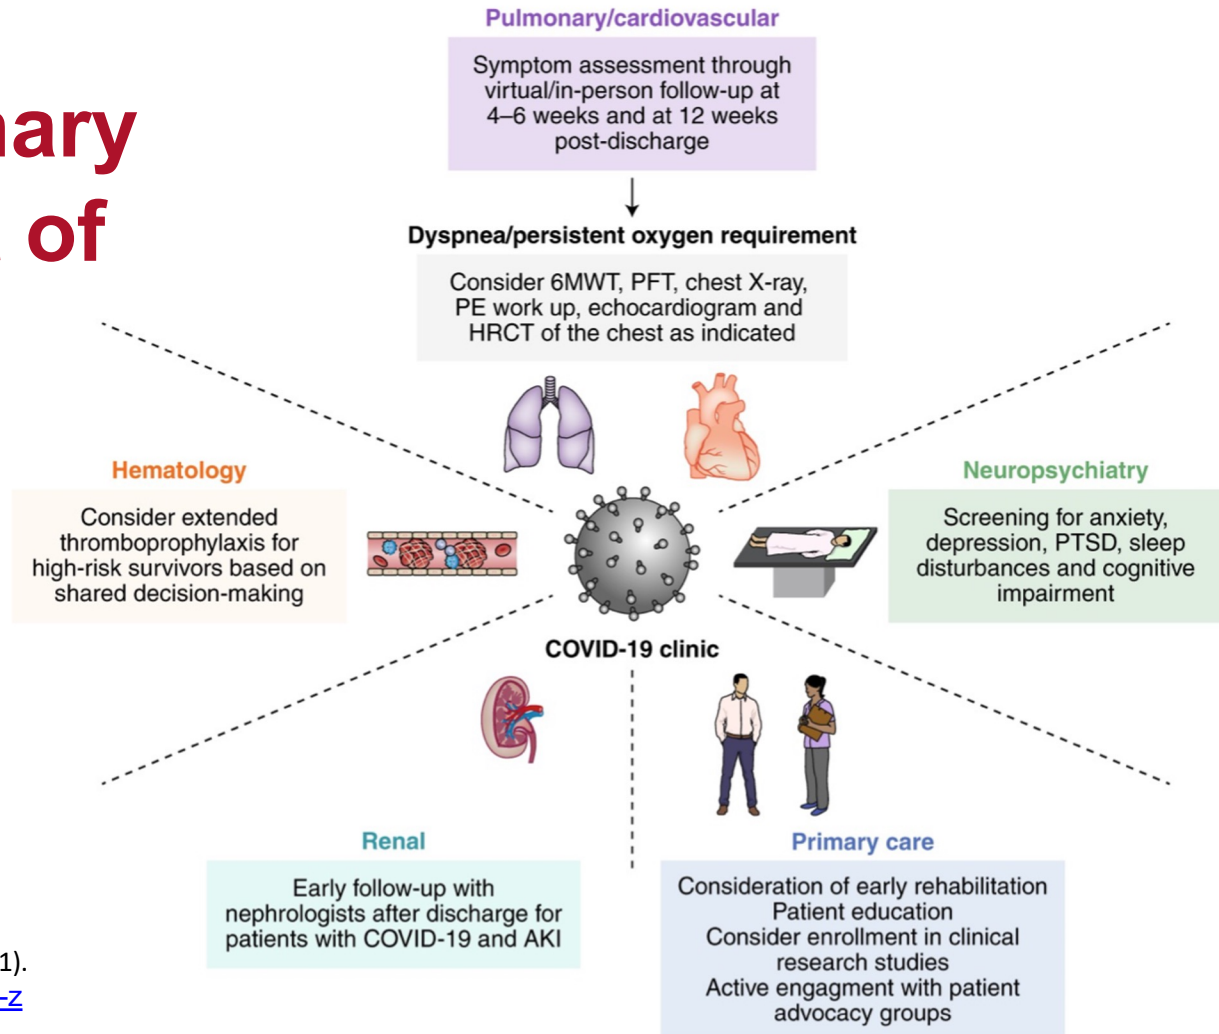 Pulmonary/cardiovascular
Symptom assessment through
virtual/in-person follow-up at
4–6 weeks and at 12 weeks
post-discharge
Dyspnea/persistent oxygen requirement
Consider 6MWT, PFT, chest X-ray,
PE work up, echocardiogram and
HRCT of the chest as indicated
of
Hematology
Consider extended
thromboprophylaxis for
high-risk survivors based on
shared decision-making
Neuropsychiatry
Screening for anxiety,
depression, PTSD, sleep
disturbances and cognitive
impairment
COVID-19 clinic
Renal
Early follow-up with
nephrologists after discharge for
patients with COVID-19 and AKI
Primary care
Consideration of early rehabilitation
Patient education
Consider enrollment in clinical
research studies
Active engagment with patient
advocacy groups
1).
-z